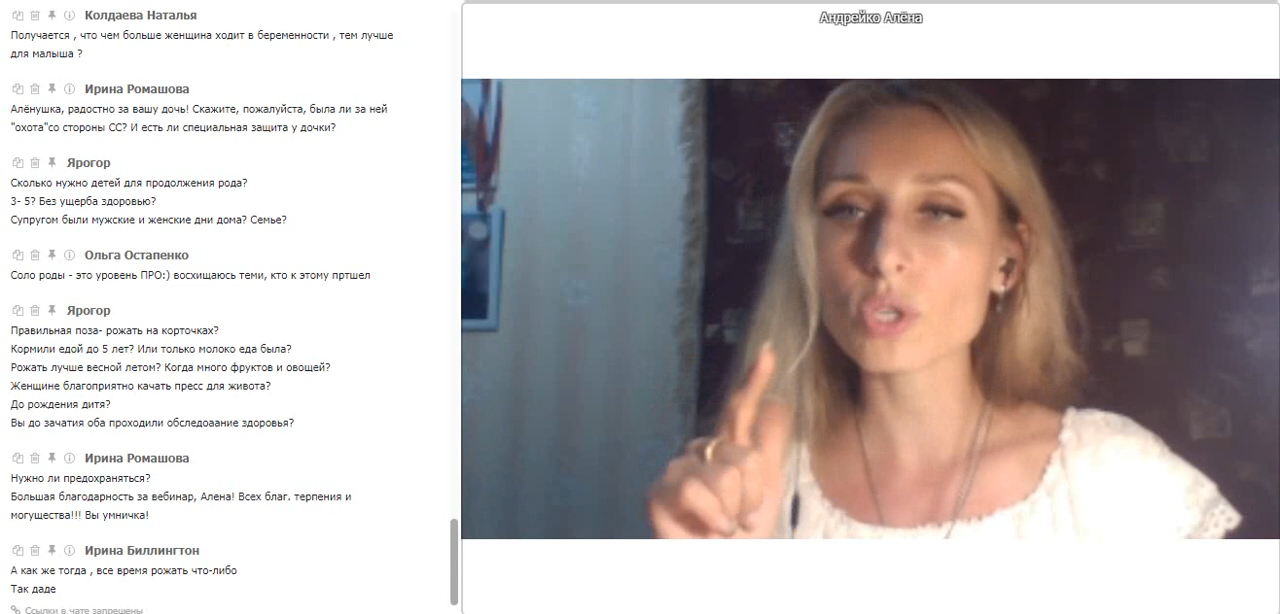 Колдаева Наталья
Получается , что чем больше женщина ходит в беременности , тем лучше
для малыша ?
Ирина Ромашова
Алёнушка, радостно за вашу дочь! Скажите, пожалуйста, была ли за ней
"охота"со стороны СС? И есть ли специальная защита у дочки?
Ярогор
Сколько нужно детей для продолжения рода?
3- 5? Без ущерба здоровью?
Супругом были мужские и женские дни дома? Семье?
Ольга Остапенко
Соло роды - это уровень ПРО:) восхищаюсь теми, кто к этому пртшел
Ярогор
Правильная поза- рожать на корточках?
Кормили едой до 5 лет? Или только молоко еда была?
Рожать лучше весной летом? Когда много фруктов и овощей?
Женщине благоприятно качать пресс для живота?
До рождения дитя?
Вы до зачатия оба проходили обследоаание здоровья?
Ирина Ромашова
Нужно ли предохраняться?
Большая благодарность за вебинар, Алена! Всех благ. терпения и
могущества!!! Вы умничка!
Ирина Биллингтон
А как же тогда , все время рожать что-либо
Так даде
Ссылки в чате запрещены
Андрейко Алёна